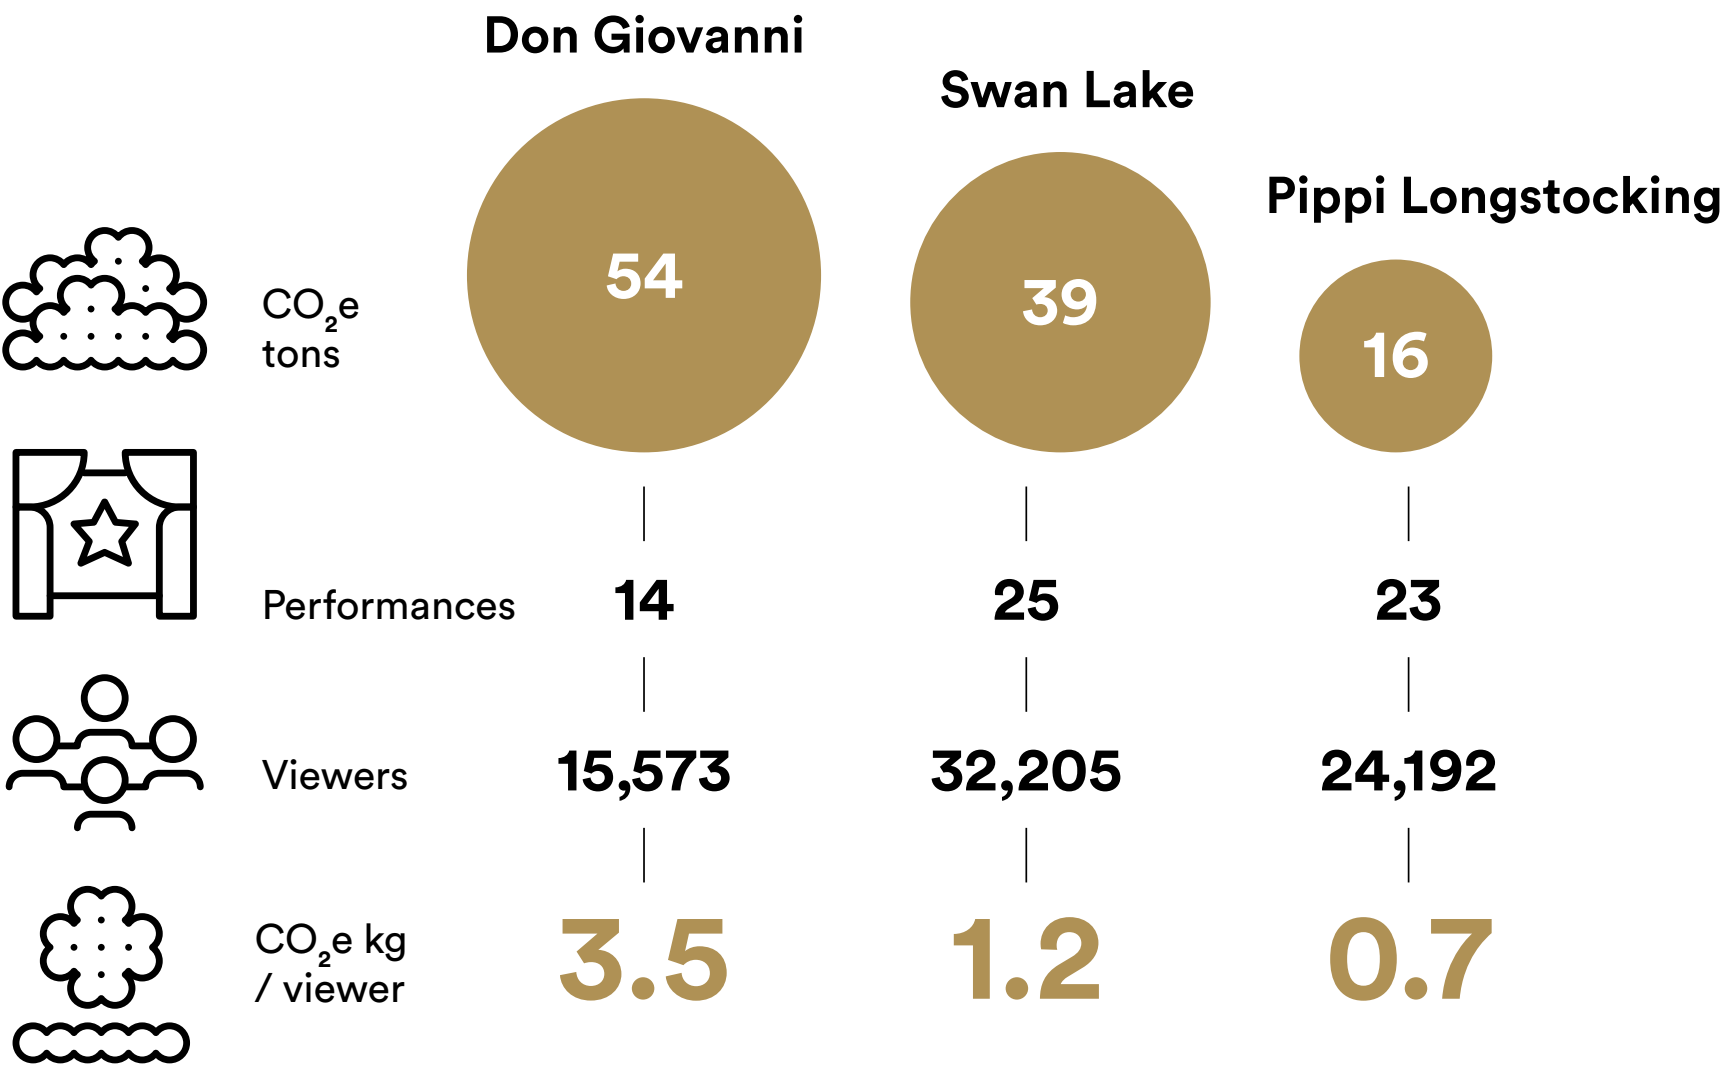 Don Giovanni
Swan Lake
Pippi Longstocking
CO₂e
tons
54
39
16
Performances
14
25
23
Viewers
15,573
32,205
24,192
CO₂e kg
/ viewer
3.5
1.2
0.7